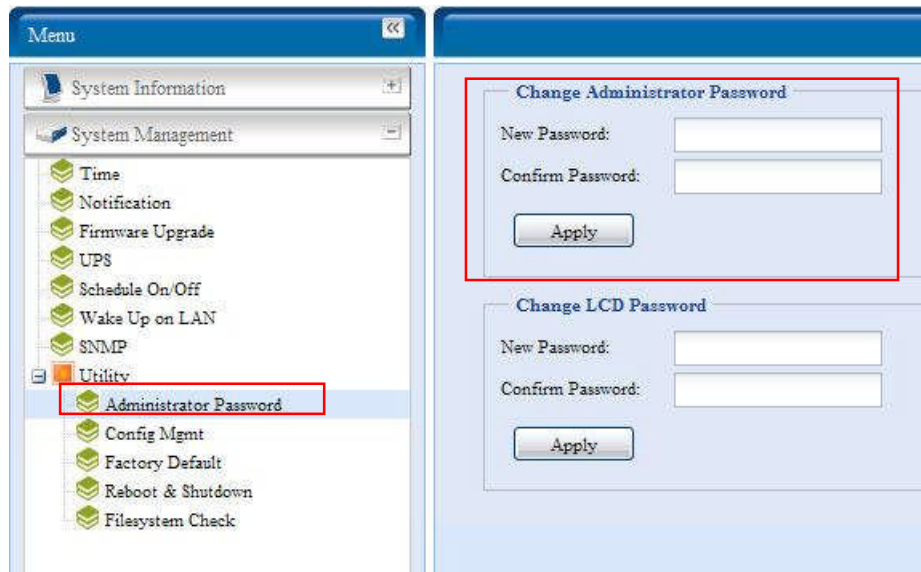 Menu
System Information
System Management
Time
Notification
Firmware Upgrade
UPS
Schedule On/Off
Wake Up on LAN
SNMP
Utility
Administrator Password
Config Mgmt
Factory Default
Reboot & Shutdown
Filesystem Check
Change Administrator Password
New Password:
Confirm Password:
Apply
Change LCD Password
New Password:
Confirm Password:
Apply